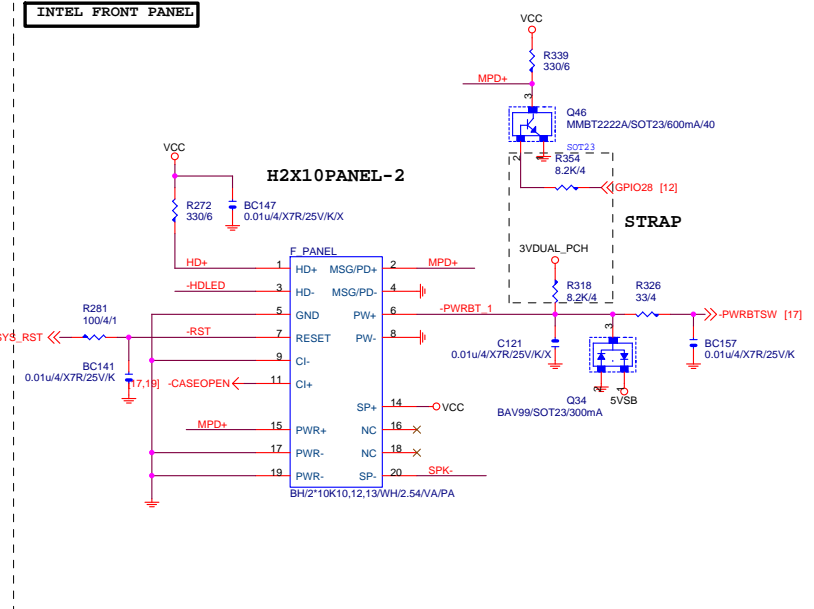 INTEL FRONT PANEL
VCC
R339
330/6
MPD+
3
Q46
MMBT2222A/SOT23/600mA/40
SOT23
2
R354
8.2K/4
GPIO28 [12]
STRAP
VCC
H2X10PANEL-2
R272
330/6
BC147
0.01u/4/X7R/25V/K/X
3VDUAL_PCH
R318
8.2K/4
F_PANEL
HD+ 1 HD+ MSG/PD+ 2 MPD+
-HDLED 3 HD- MSG/PD- 4
5 GND PW+ 6 -PWRBT_1
R326
33/4
-PWRBTSW [17]
R281
100/4/1
SYS_RST -RST 7 RESET PW- 8
C121
0.01u/4/X7R/25V/K/X
3
BC157
0.01u/4/X7R/25V/K
BC141
0.01u/4/X7R/25V/K
9 CI-
17,19] -CASEOPEN 11 CI+
2
5VSB
Q34
BAV99/SOT23/300mA
SP+ 14 VCC
MPD+ 15 PWR+ NC 16
17 PWR- NC 18
19 PWR- SP- 20 SPK-
BH/2*10K10,12,13/WH/2.54/VA/PA